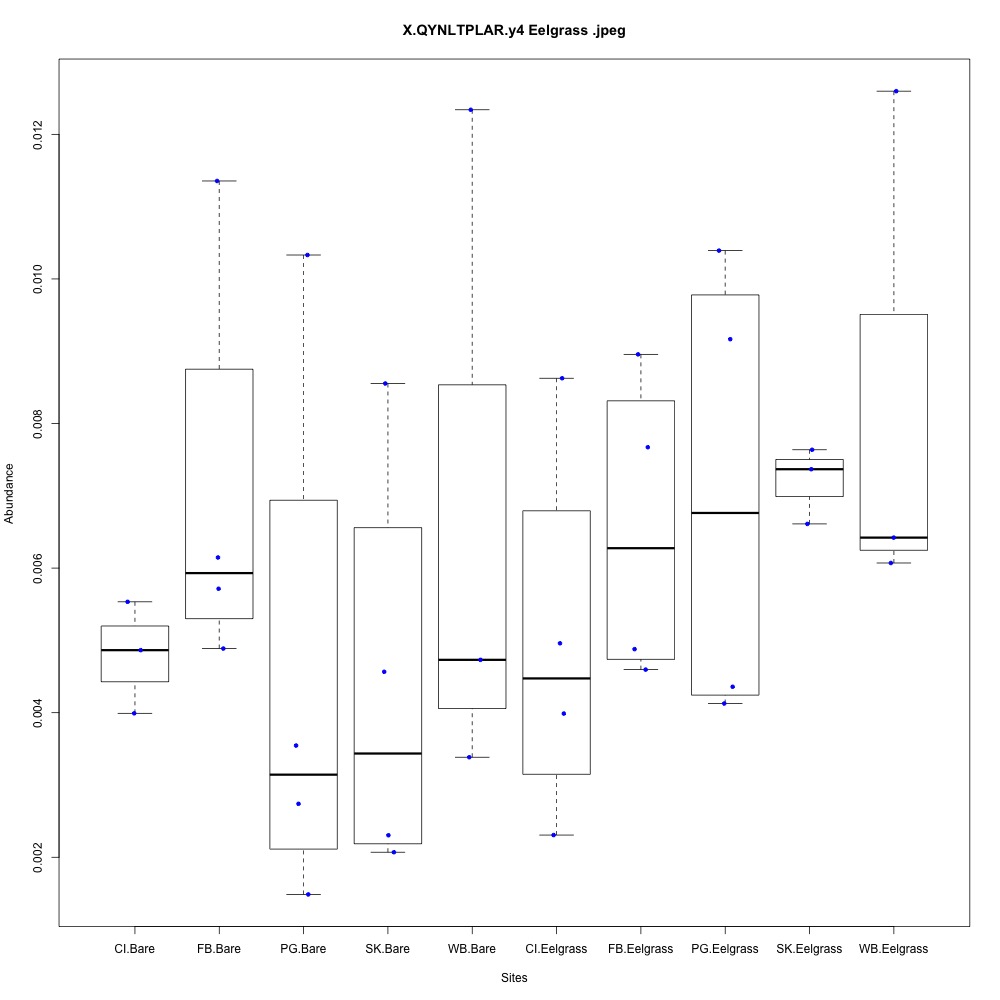 X.QYNLTPLAR.y4 Eelgrass .jpeg
Abundance
0.012
0.010
0.008
0.006
0.004
0.002
CI.Bare FB.Bare PG.Bare SK.Bare WB.Bare CI.Eelgrass FB.Eelgrass PG.Eelgrass SK.Eelgrass WB.Eelgrass
Sites